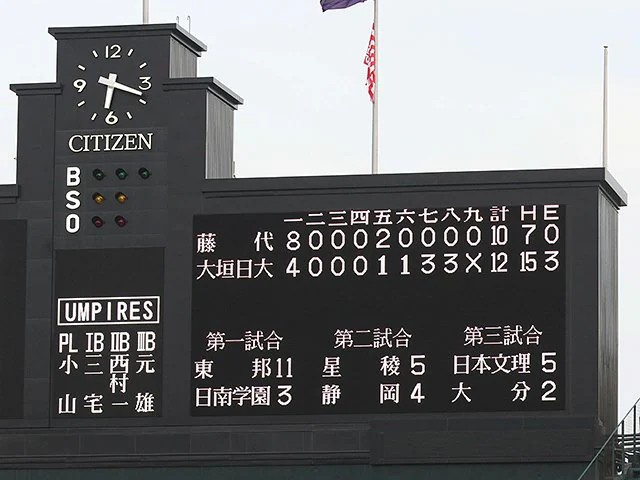 12
9 3
6
CITIZEN
B
S
O
一二三四五六七八九計HE
藤代 8 0 0 0 2 0 0 0 0 10 7 0
大垣日大 4 0 0 0 1 1 3 3 X 12 15 3
UMPIRES
PL IB ⅡB ⅢB
小 三 西村 元
山 宅 一 雄
第一試合 第二試合 第三試合
東邦 11 星稜 5 日本文理 5
日南学園 3 静岡 4 大分 2